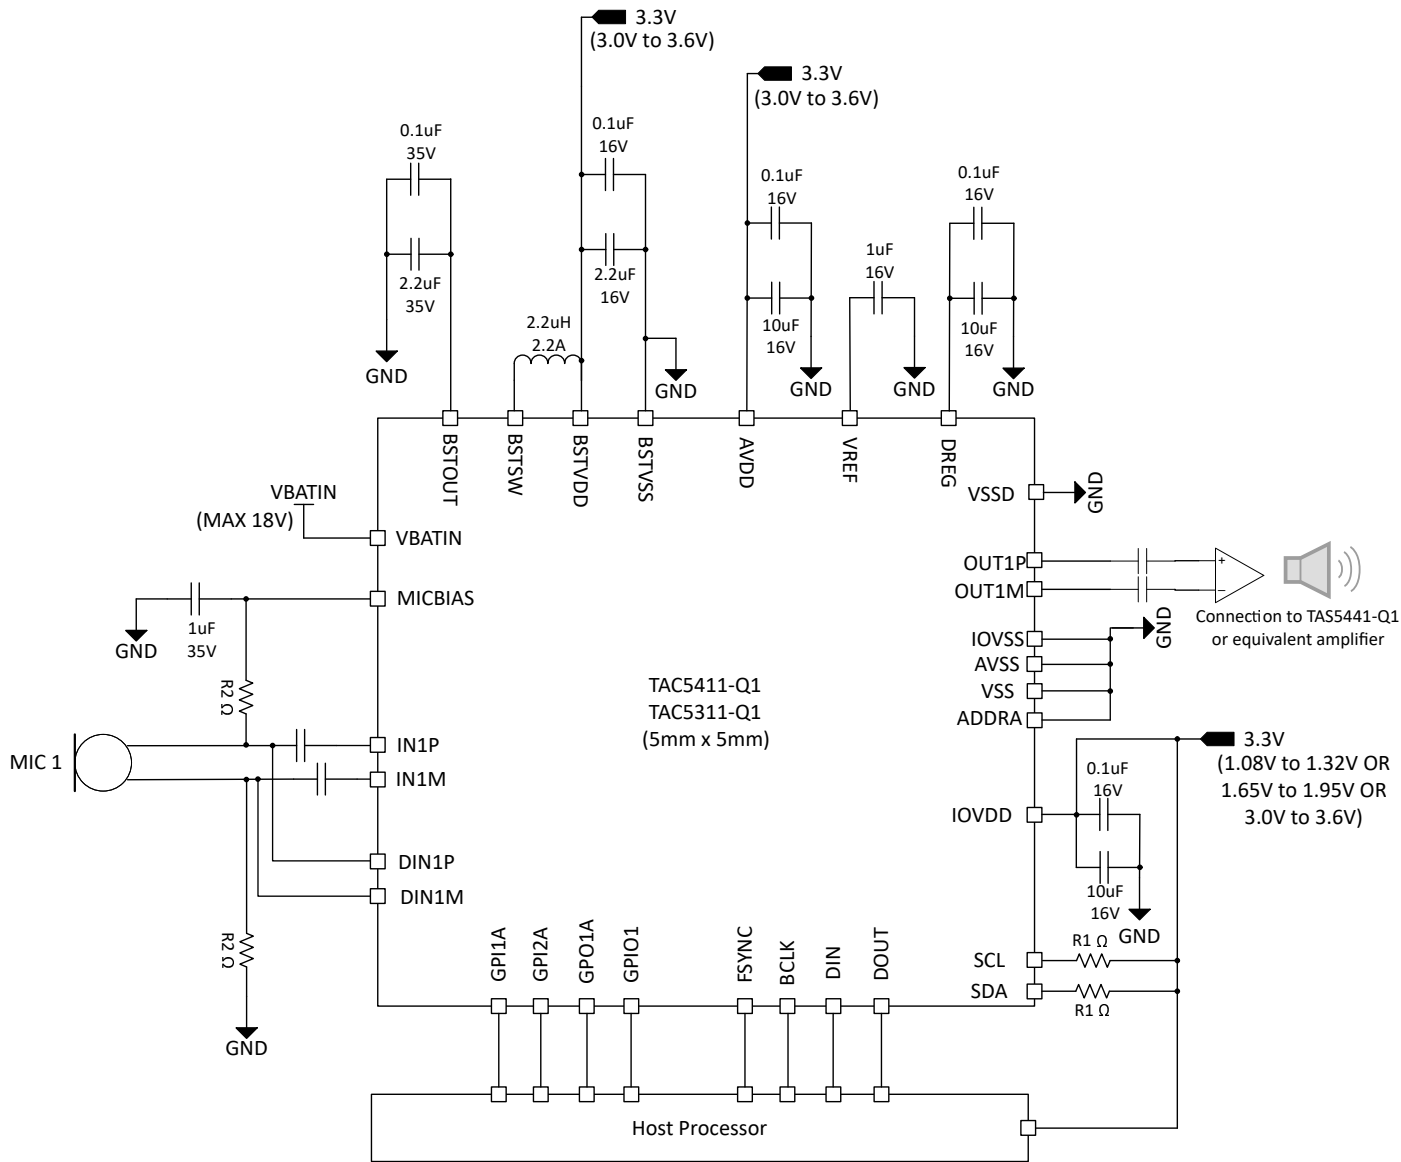 3.3V
(3.0V to 3.6V)
3.3V
(3.0V to 3.6V)
0.1uF
35V
2.2uF
35V
GND
0.1uF
16V
2.2uF
16V
2.2uH
2.2A
GND
0.1uF
16V
10uF
16V
GND
1uF
16V
GND
0.1uF
16V
10uF
16V
GND
BSTOUT
BSTSW
BSTVDD
BSTVSS
AVDD
VREF
DREG
VBATIN
(MAX 18V)
VBATIN
MICBIAS
1uF
35V
GND
R2 Ω
MIC 1
IN1P
IN1M
DIN1P
DIN1M
R2 Ω
GND
TAC5411-Q1
TAC5311-Q1
(5mm x 5mm)
VSSD
GND
OUT1P
OUT1M
+
–
Connection to TAS5441-Q1
or equivalent amplifier
IOVSS
AVSS
VSS
ADDRA
GND
3.3V
(1.08V to 1.32V OR
1.65V to 1.95V OR
3.0V to 3.6V)
IOVDD
0.1uF
16V
10uF
16V
GND
SCL
R1 Ω
SDA
R1 Ω
GPI1A
GPI2A
GPO1A
GPIO1
FSYNC
BCLK
DIN
DOUT
Host Processor